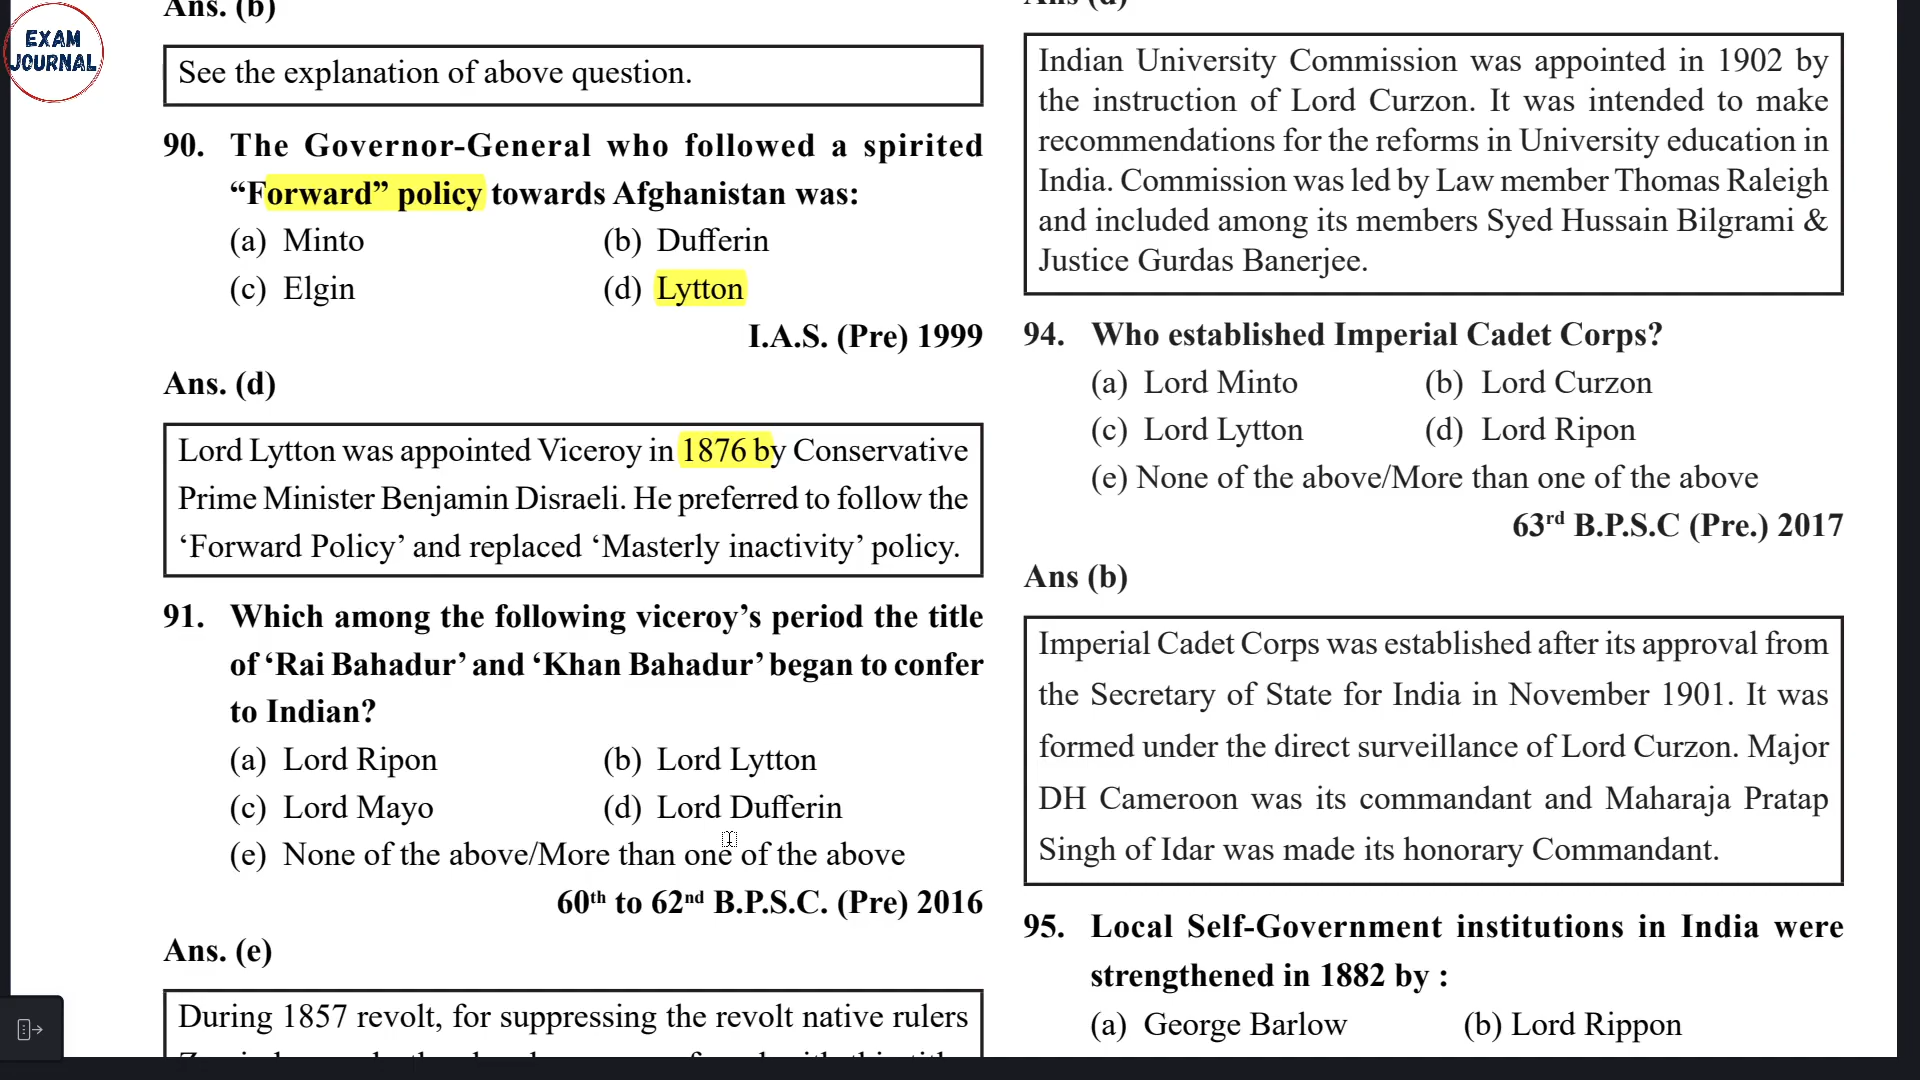 EXAM
JOURNAL
Ans. (b)
See the explanation of above question.
90. The Governor-General who followed a spirited
“Forward” policy towards Afghanistan was:
(a) Minto (b) Dufferin
(c) Elgin (d) Lytton
I.A.S. (Pre) 1999
Ans. (d)
Lord Lytton was appointed Viceroy in 1876 by Conservative
Prime Minister Benjamin Disraeli. He preferred to follow the
‘Forward Policy’ and replaced ‘Masterly inactivity’ policy.
91. Which among the following viceroy’s period the title
of ‘Rai Bahadur’ and ‘Khan Bahadur’ began to confer
to Indian?
(a) Lord Ripon (b) Lord Lytton
(c) Lord Mayo (d) Lord Dufferin
(e) None of the above/More than one of the above
60th to 62nd B.P.S.C. (Pre) 2016
Ans. (e)
During 1857 revolt, for suppressing the revolt native rulers
Ans (d)
Indian University Commission was appointed in 1902 by
the instruction of Lord Curzon. It was intended to make
recommendations for the reforms in University education in
India. Commission was led by Law member Thomas Raleigh
and included among its members Syed Hussain Bilgrami &
Justice Gurdas Banerjee.
94. Who established Imperial Cadet Corps?
(a) Lord Minto (b) Lord Curzon
(c) Lord Lytton (d) Lord Ripon
(e) None of the above/More than one of the above
63rd B.P.S.C (Pre.) 2017
Ans (b)
Imperial Cadet Corps was established after its approval from
the Secretary of State for India in November 1901. It was
formed under the direct surveillance of Lord Curzon. Major
DH Cameroon was its commandant and Maharaja Pratap
Singh of Idar was made its honorary Commandant.
95. Local Self-Government institutions in India were
strengthened in 1882 by :
(a) George Barlow (b) Lord Rippon